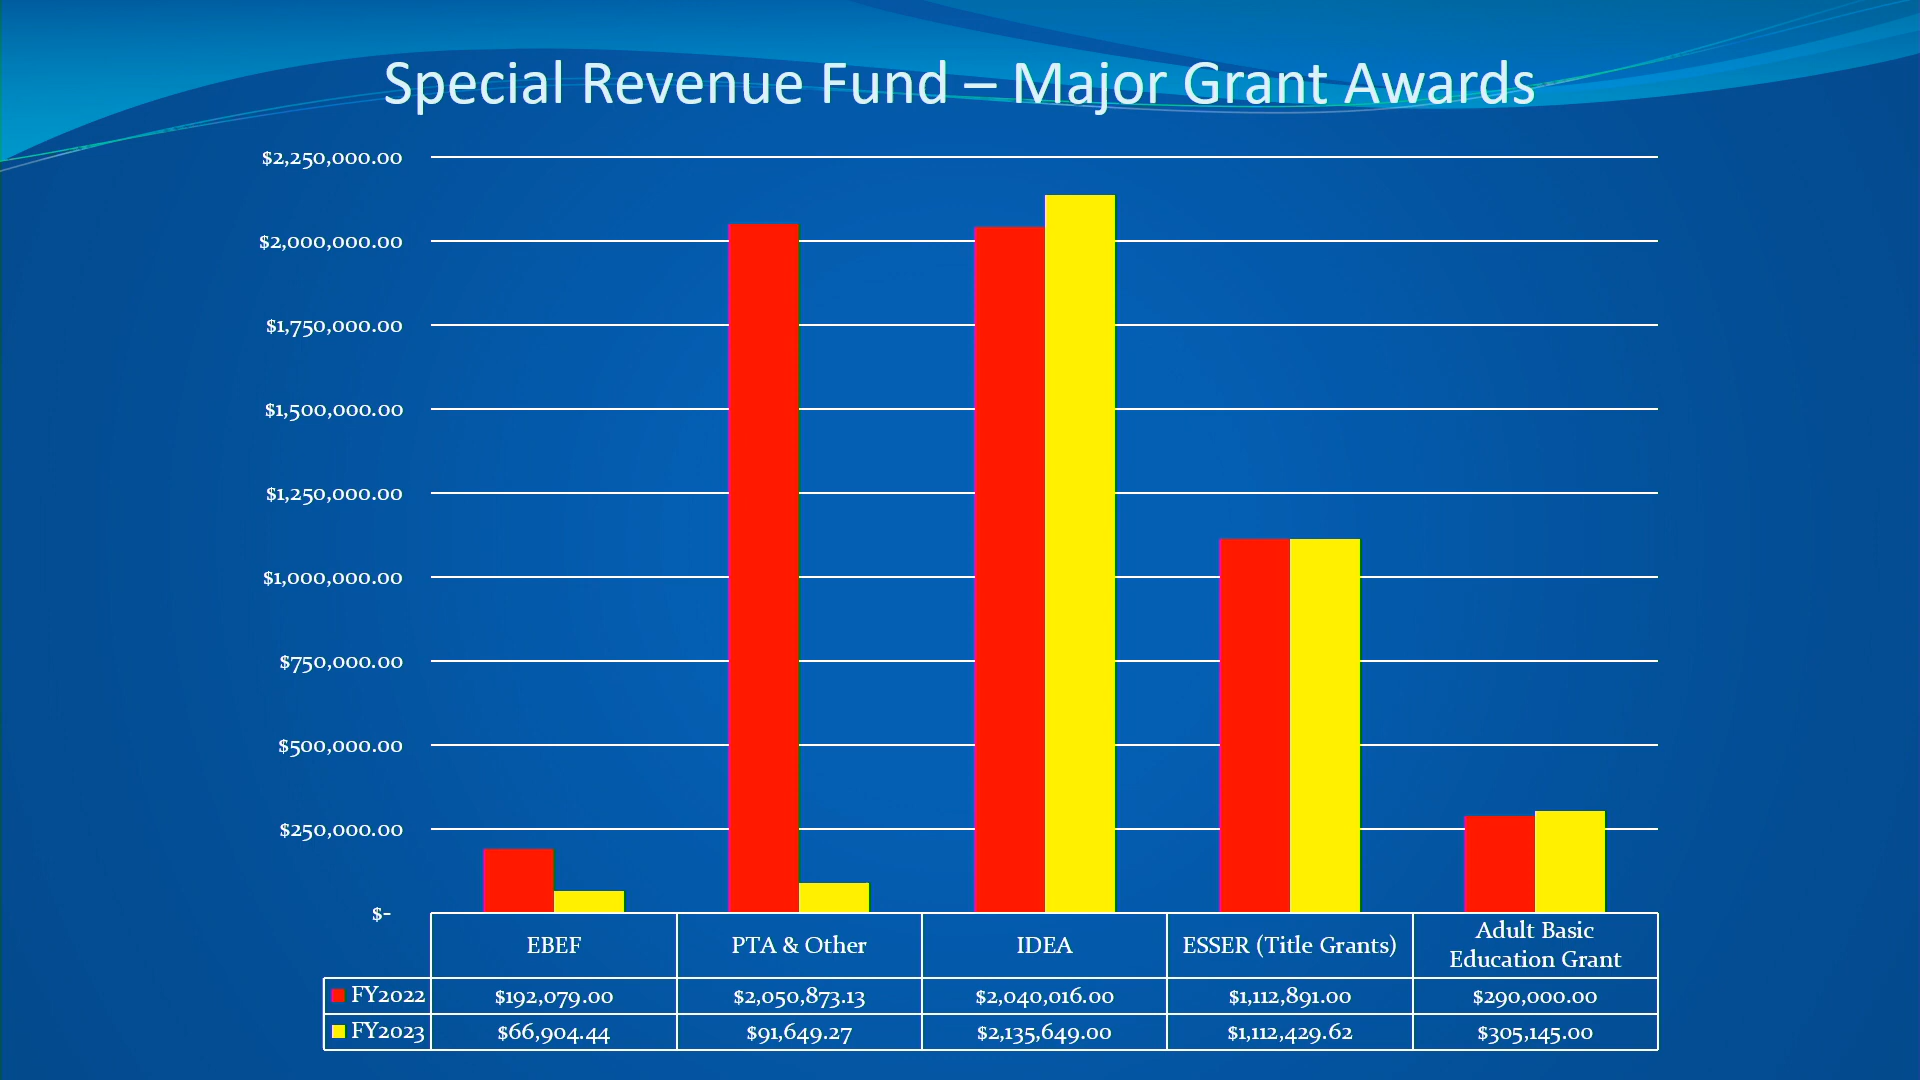 Special Revenue Fund – Major Grant Awards
$2,250,000.00
$2,000,000.00
$1,750,000.00
$1,500,000.00
$1,250,000.00
$1,000,000.00
$750,000.00
$500,000.00
$250,000.00
$-
EBEF PTA & Other IDEA ESSER (Title Grants) Adult Basic
Education Grant
FY2022 $192,079.00 $2,050,873.13 $2,040,016.00 $1,112,891.00 $290,000.00
FY2023 $66,904.44 $91,649.27 $2,135,649.00 $1,112,429.62 $305,145.00